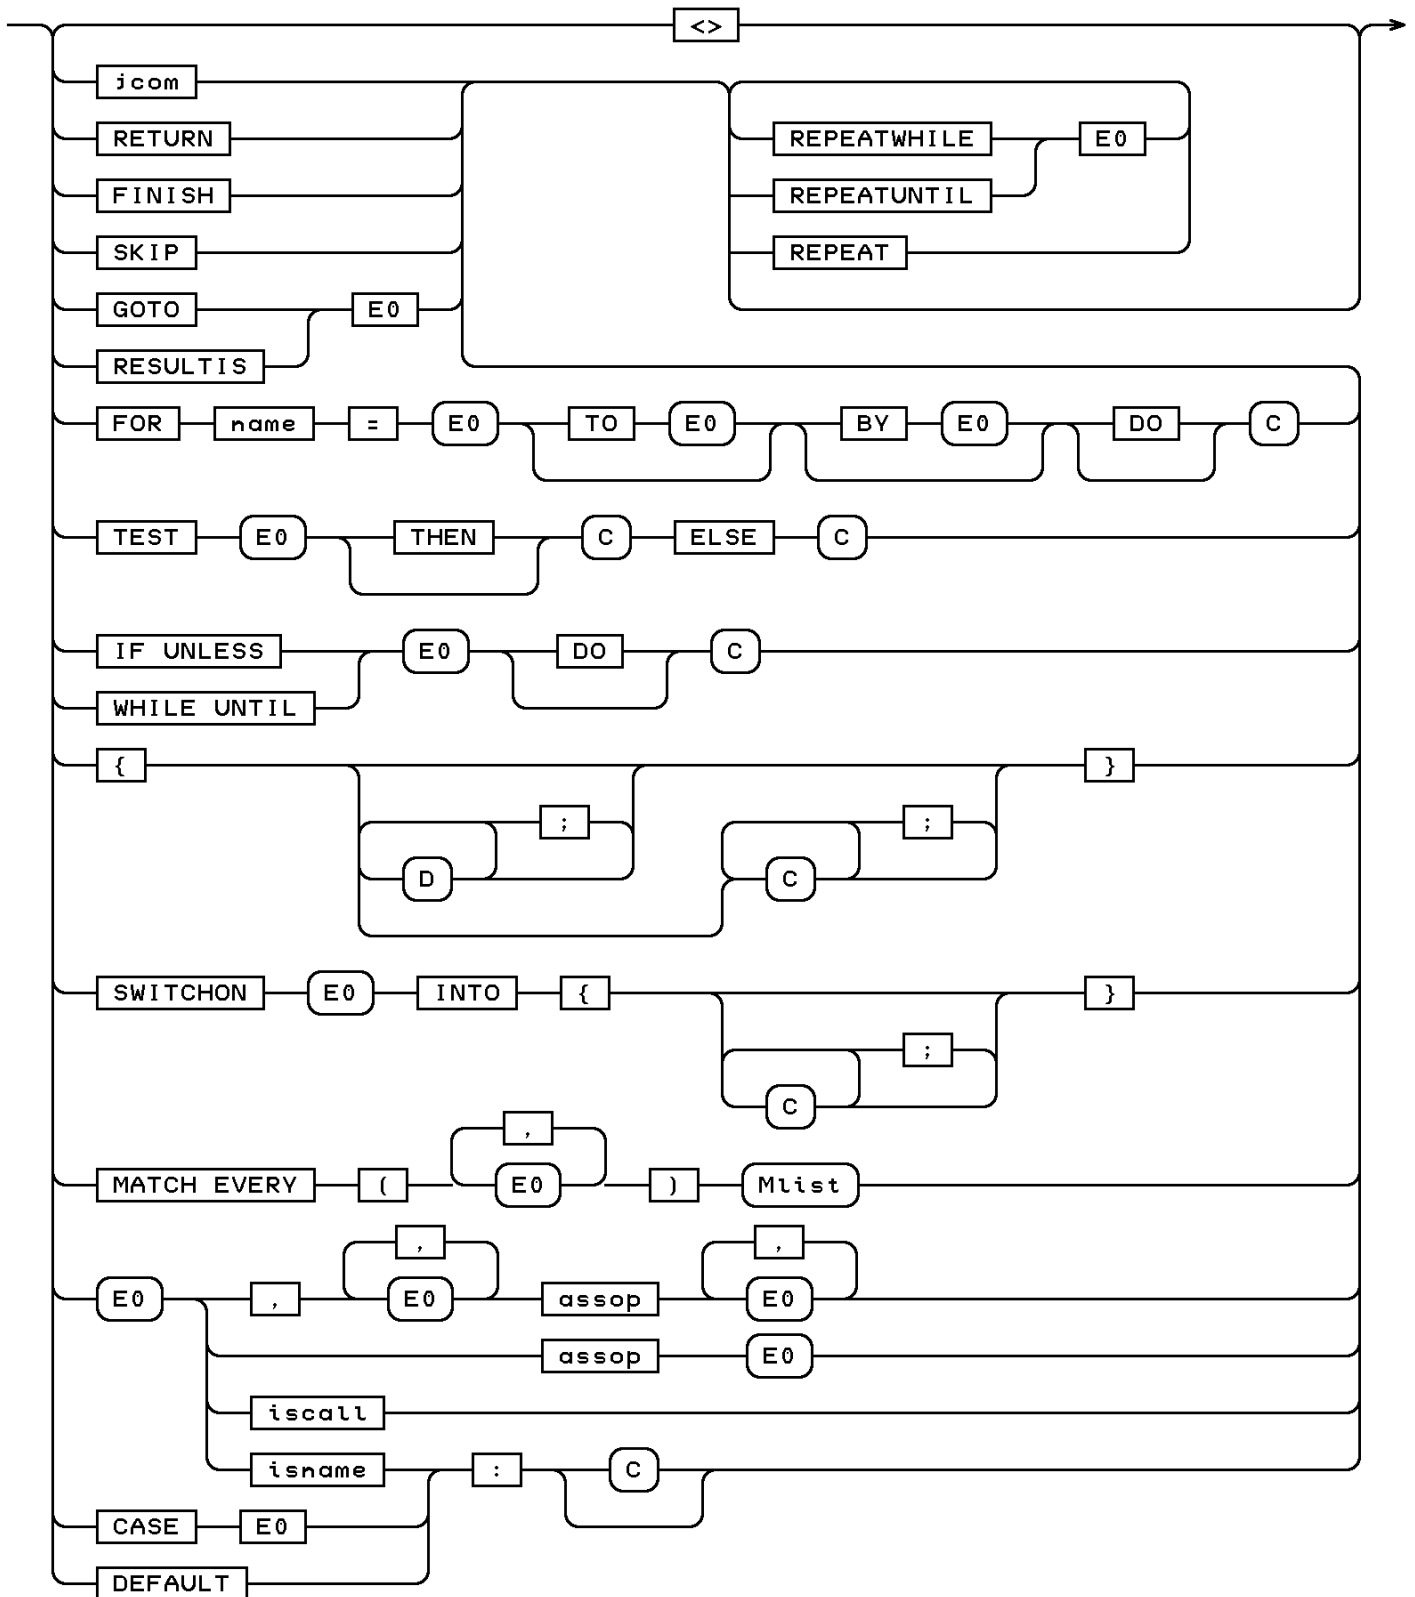 <>
jcom
RETURN REPEATWHILE E0
FINISH REPEATUNTIL
SKIP REPEAT
GOTO E0
RESULTIS
FOR name = E0 TO E0 BY E0 DO C
TEST E0 THEN C ELSE C
IF UNLESS E0 DO C
WHILE UNTIL
{ }
; ;
D C
SWITCHON E0 INTO { }
;
C
,
MATCH EVERY ( E0 ) Mlist
, ,
E0 , E0 assop E0
assop E0
iscall
isname : C
CASE E0
DEFAULT